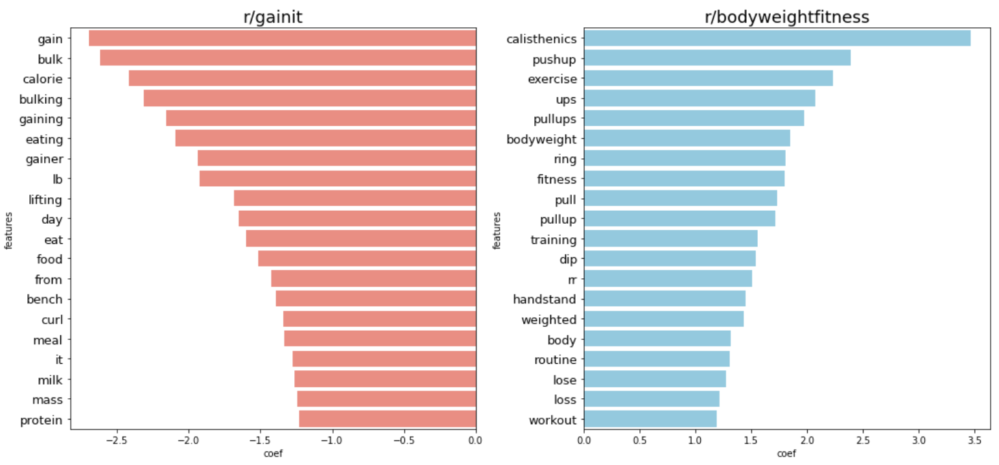 r/gainit
gain
bulk
calorie
bulking
gaining
eating
gainer
lb
lifting
day
eat
food
from
bench
curl
meal
it
milk
mass
protein
features
−2.5 −2.0 −1.5 −1.0 −0.5 0.0
coef
r/bodyweightfitness
calisthenics
pushup
exercise
ups
pullups
bodyweight
ring
fitness
pull
pullup
training
dip
rr
handstand
weighted
body
routine
lose
loss
workout
features
0.0 0.5 1.0 1.5 2.0 2.5 3.0 3.5
coef